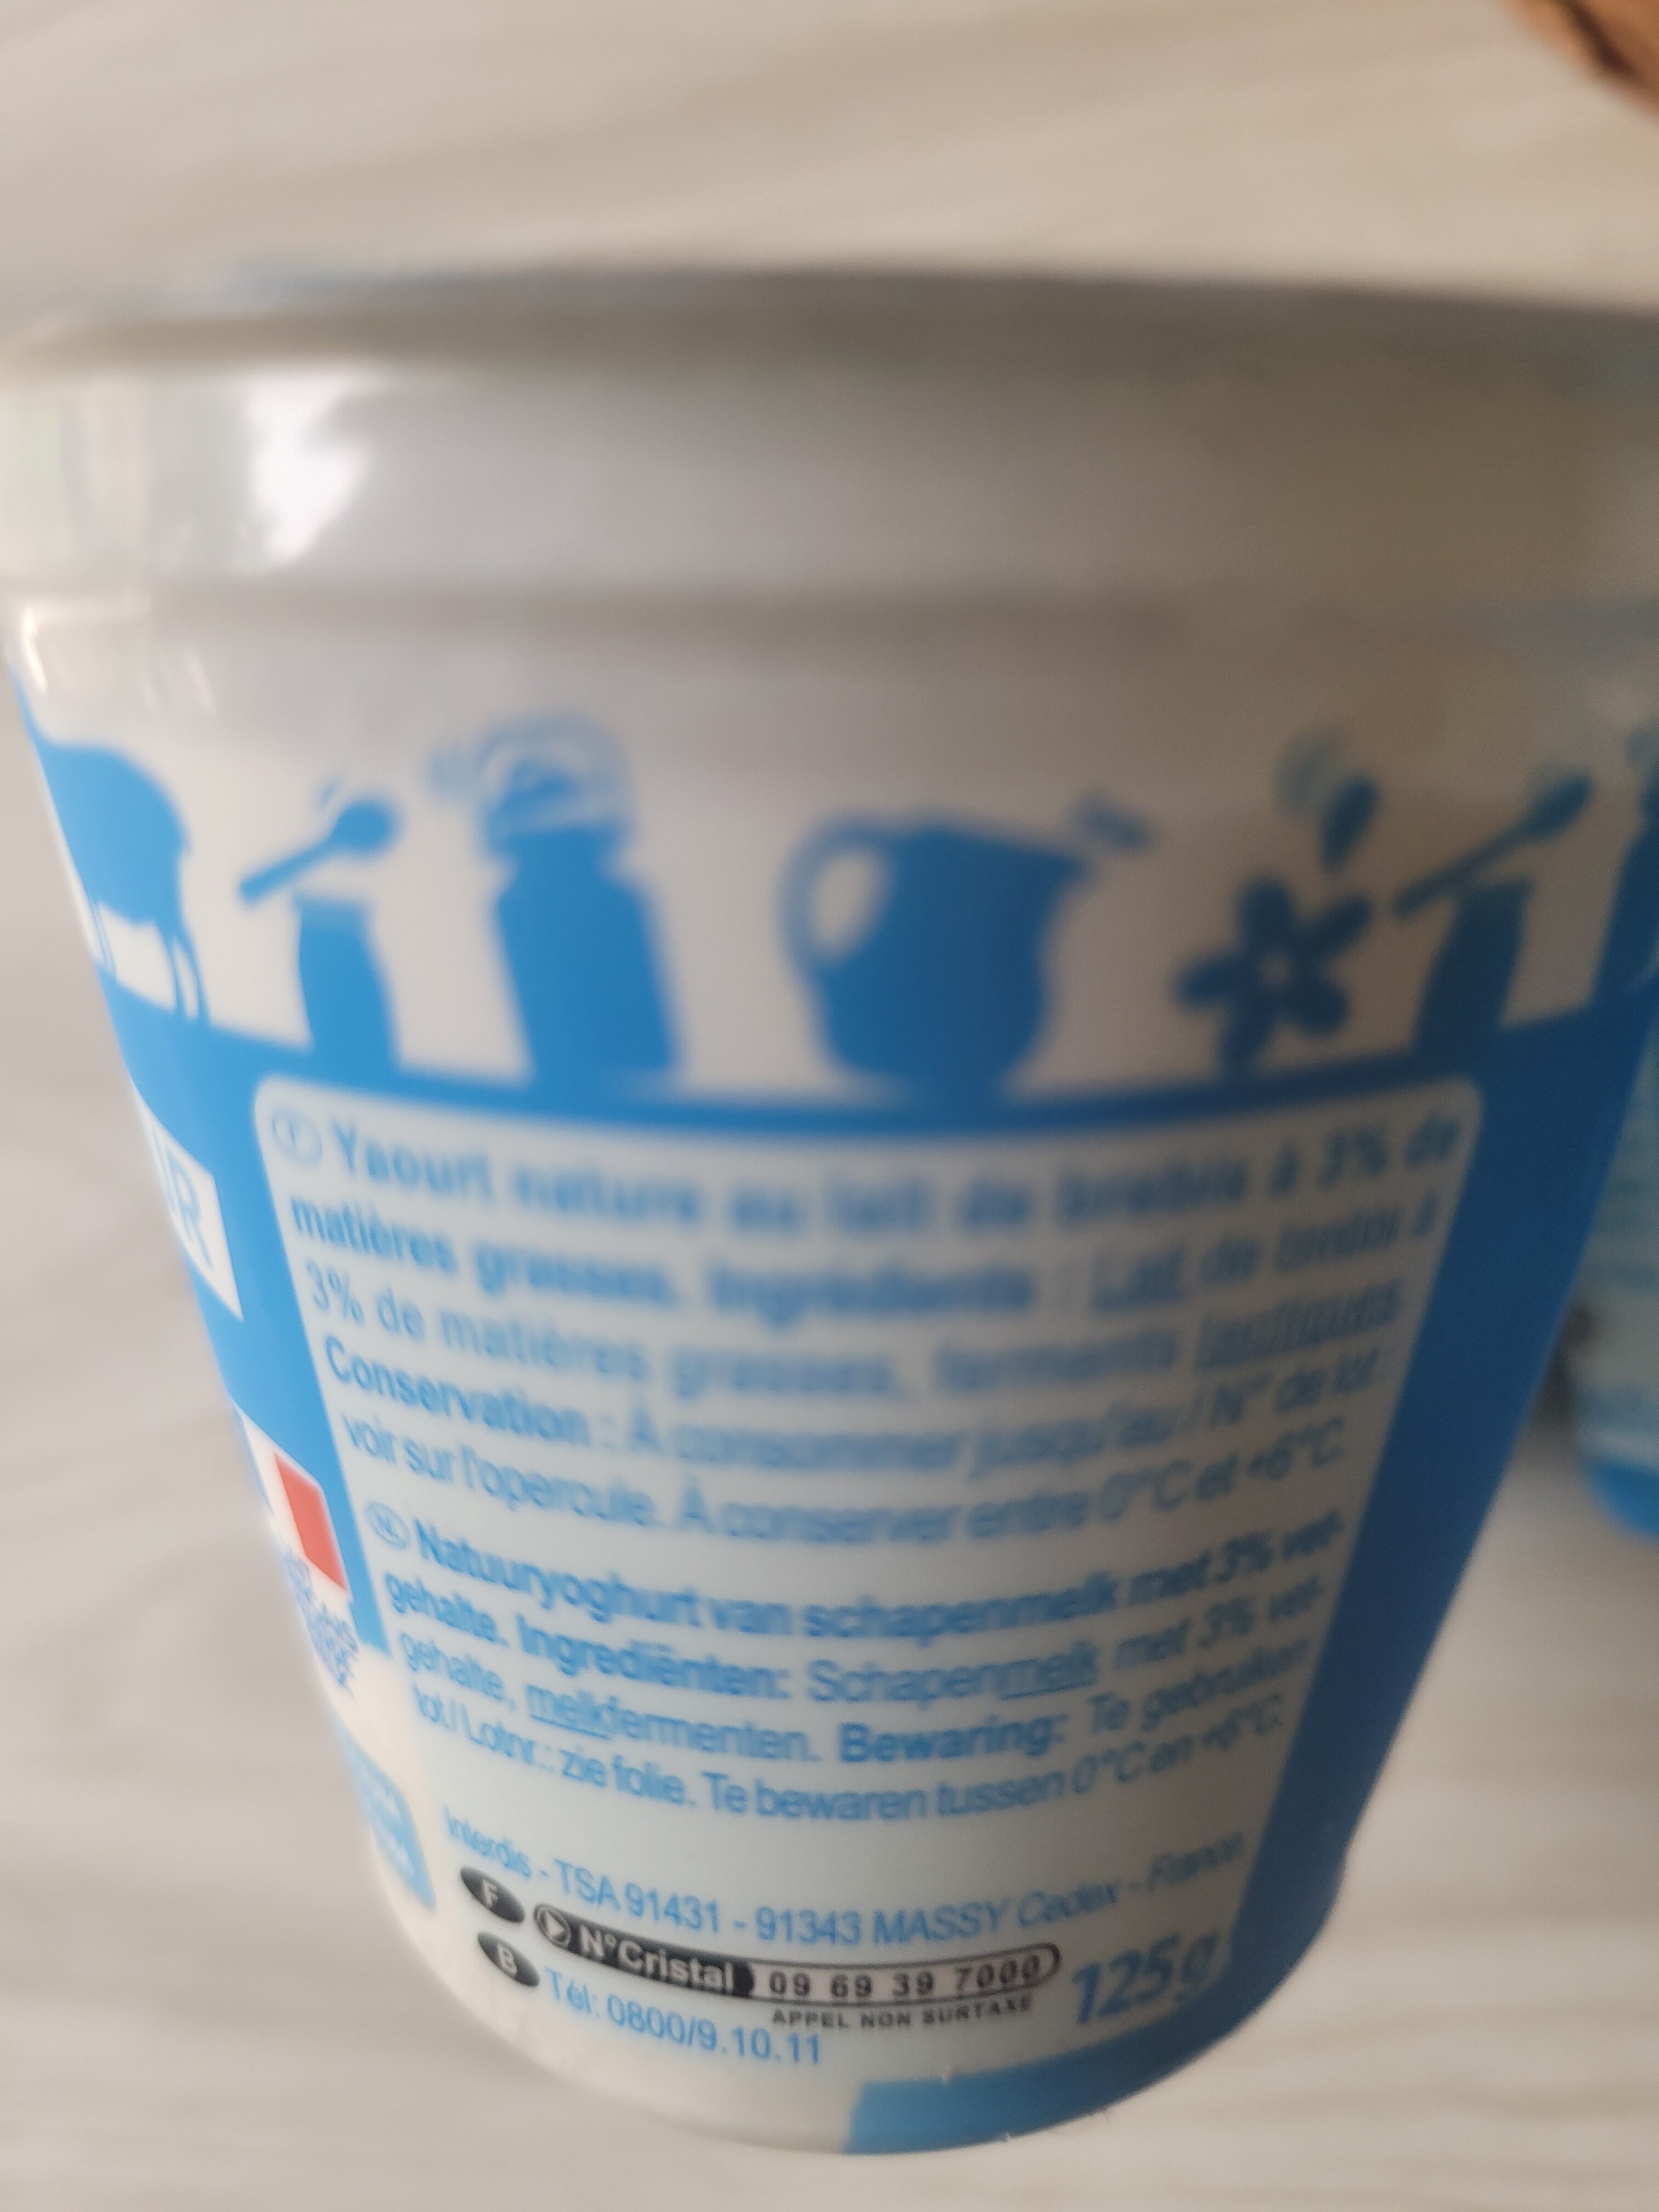 F Yaourt nature au lait de brebis à 3% de
matières grasses. Ingrédients : Lait de brebis à
3% de matières grasses, ferments lactiques.
Conservation : À consommer jusqu'au / N° de lot :
voir sur l'opercule. À conserver entre 0°C et +6°C.
NL Natuuryoghurt van schapenmelk met 3% vet-
gehalte. Ingrediënten: Schapenmelk met 3% vet-
gehalte, melkfermenten. Bewaring: Te gebruiken
tot / Lotnr.: zie folie. Te bewaren tussen 0°C en +6°C.
Interdis - TSA 91431 - 91343 MASSY Cedex - France
F N°Cristal 09 69 39 7000
APPEL NON SURTAXE
B Tél: 0800/9.10.11
125g